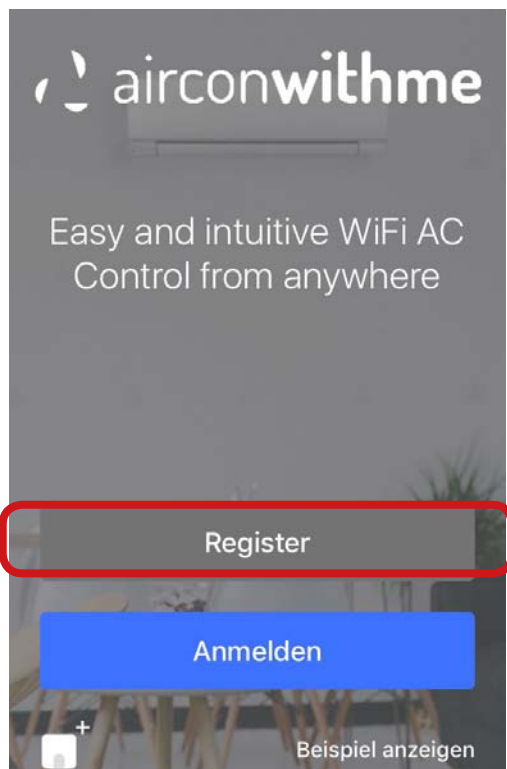 airconwithme
Easy and intuitive WiFi AC
Control from anywhere
Register
Anmelden
+
Beispiel anzeigen